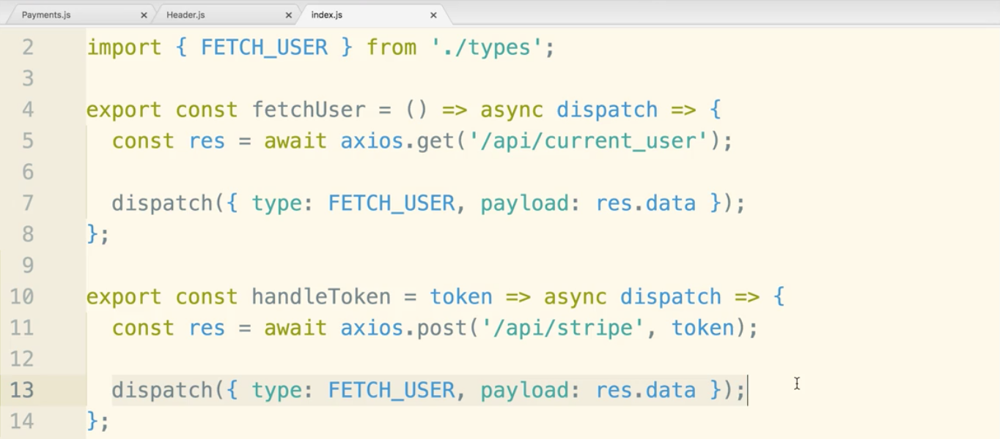 Payments.js × Header.js × index.js ×
2 import { FETCH_USER } from './types';
3
4 export const fetchUser = () => async dispatch => {
5 const res = await axios.get('/api/current_user');
6
7 dispatch({ type: FETCH_USER, payload: res.data });
8 };
9
10 export const handleToken = token => async dispatch => {
11 const res = await axios.post('/api/stripe', token);
12
13 dispatch({ type: FETCH_USER, payload: res.data });
14 };